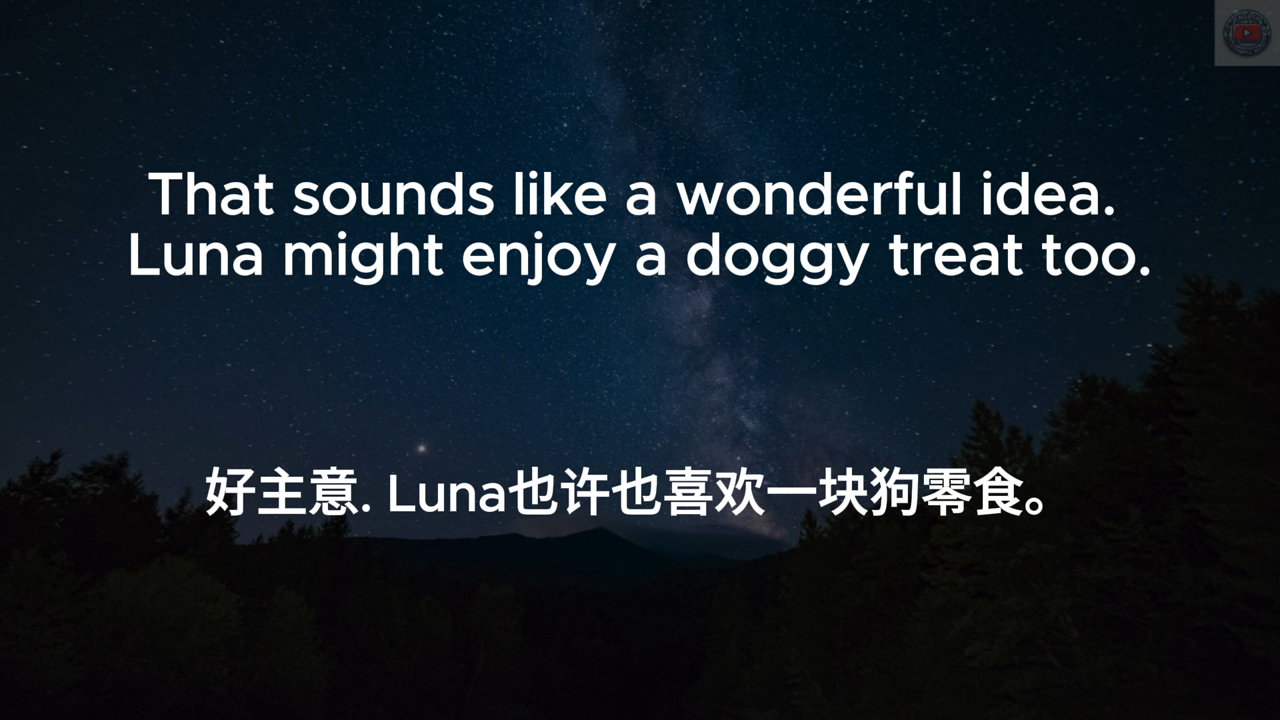 That sounds like a wonderful idea.
Luna might enjoy a doggy treat too.
好主意. Luna也许也喜欢一块狗零食。